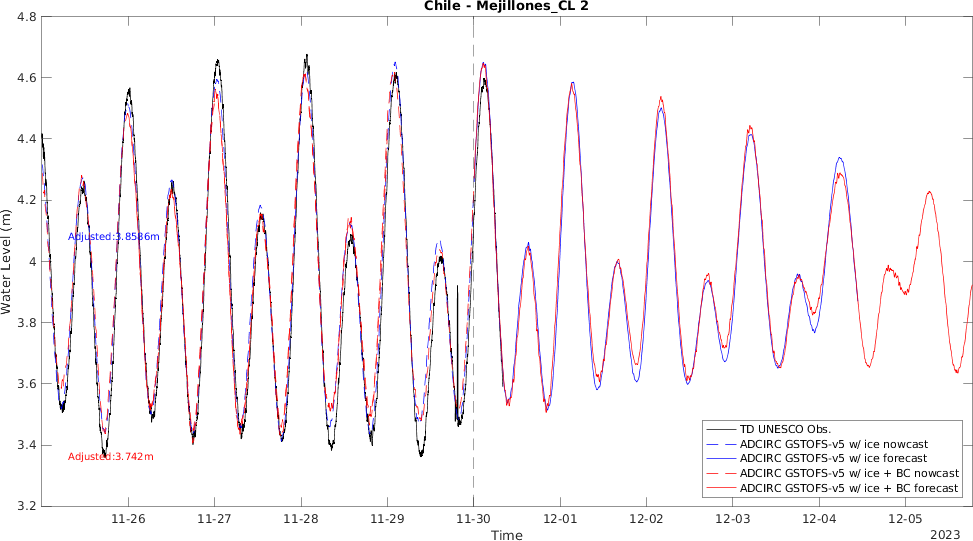 Chile - Mejillones_CL 2
4.8
4.6
4.4
4.2
4
3.8
3.6
3.4
3.2
Water Level (m)
Adjusted:3.8586m
Adjusted:3.742m
TD UNESCO Obs.
ADCIRC GSTOFS-v5 w/ ice nowcast
ADCIRC GSTOFS-v5 w/ ice forecast
ADCIRC GSTOFS-v5 w/ ice + BC nowcast
ADCIRC GSTOFS-v5 w/ ice + BC forecast
11-26 11-27 11-28 11-29 11-30 12-01 12-02 12-03 12-04 12-05
Time
2023